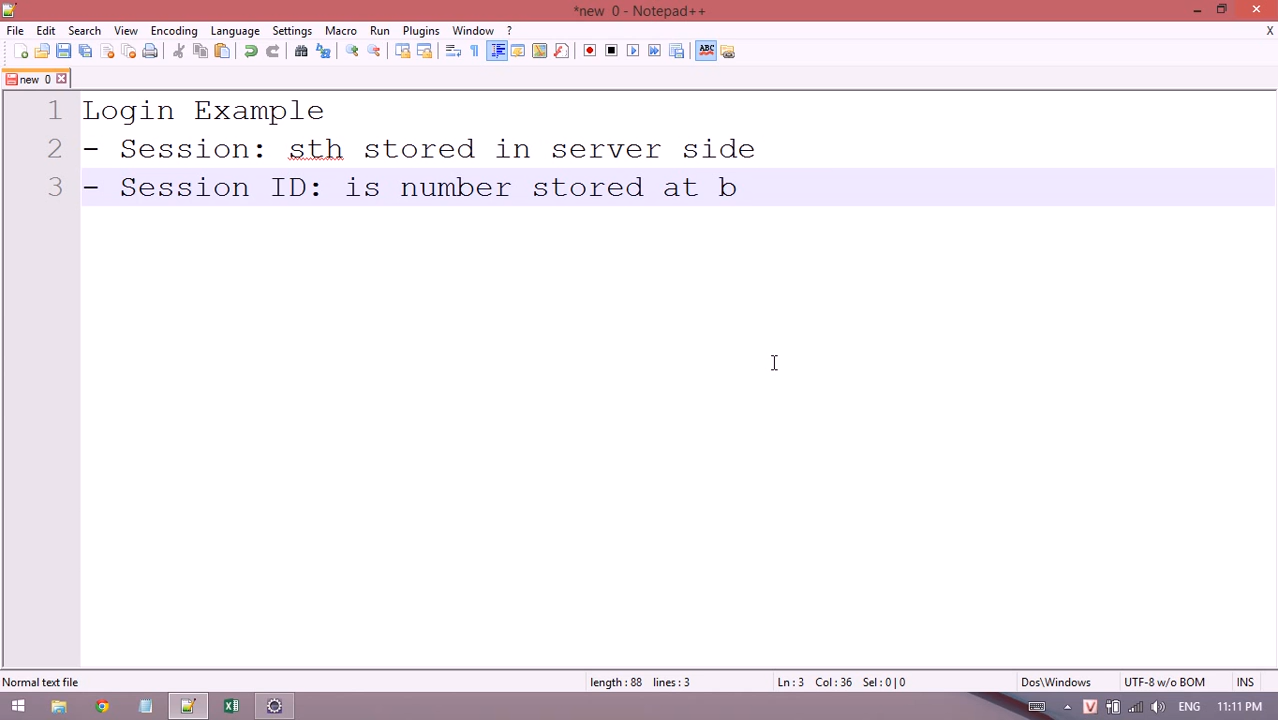 *new  0 - Notepad++
File Edit Search View Encoding Language Settings Macro Run Plugins Window ? X
ABC
new  0
1 Login Example
2 - Session: sth stored in server side
3 - Session ID: is number stored at b
Normal text file length : 88 lines : 3 Ln : 3 Col : 36 Sel : 0 | 0 Dos\Windows UTF-8 w/o BOM INS
V ENG 11:11 PM